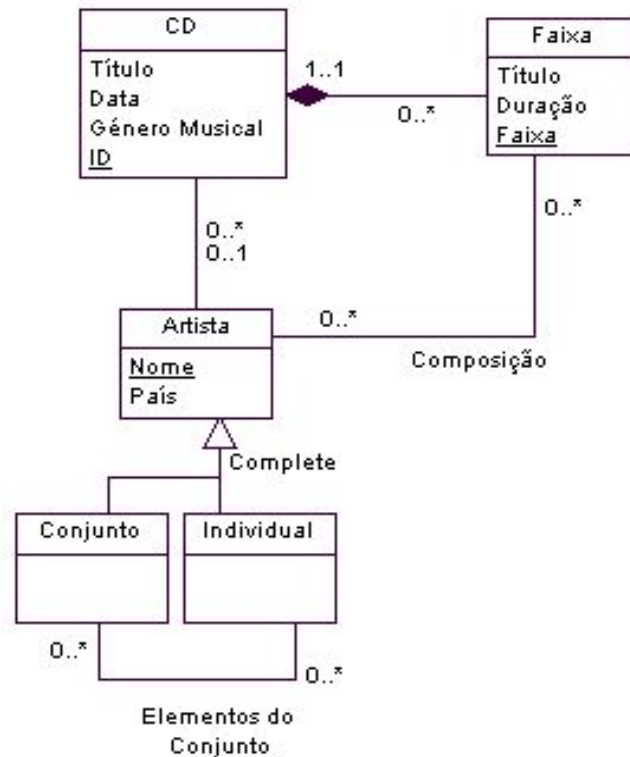 CD
Título
Data
Género Musical
ID
1..1
0..*
Faixa
Título
Duração
Faixa
0..*
0..*
0..1
Artista
Nome
País
0..*
Composição
Complete
Conjunto
Individual
0..*
0..*
Elementos do
Conjunto